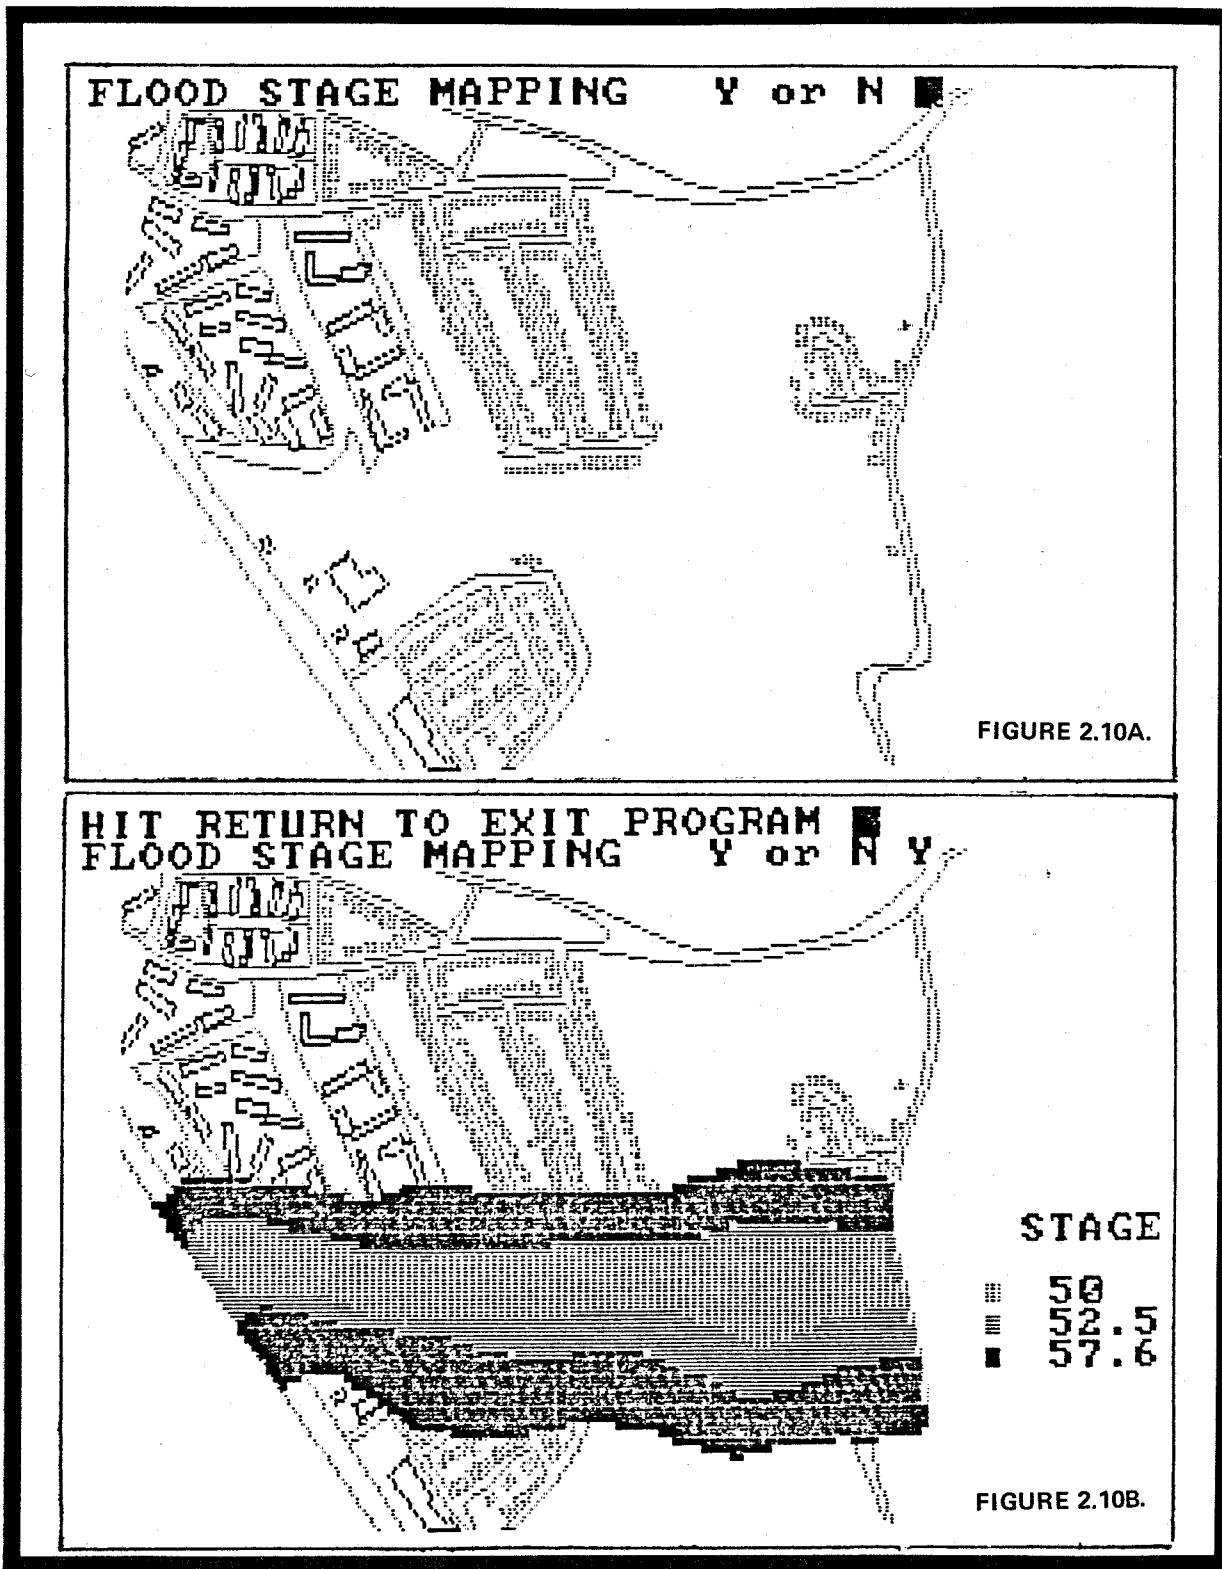 FLOOD STAGE MAPPING Y or N
FIGURE 2.10A.
HIT RETURN TO EXIT PROGRAM
FLOOD STAGE MAPPING Y or N Y
STAGE
50
52.5
57.6
FIGURE 2.10B.